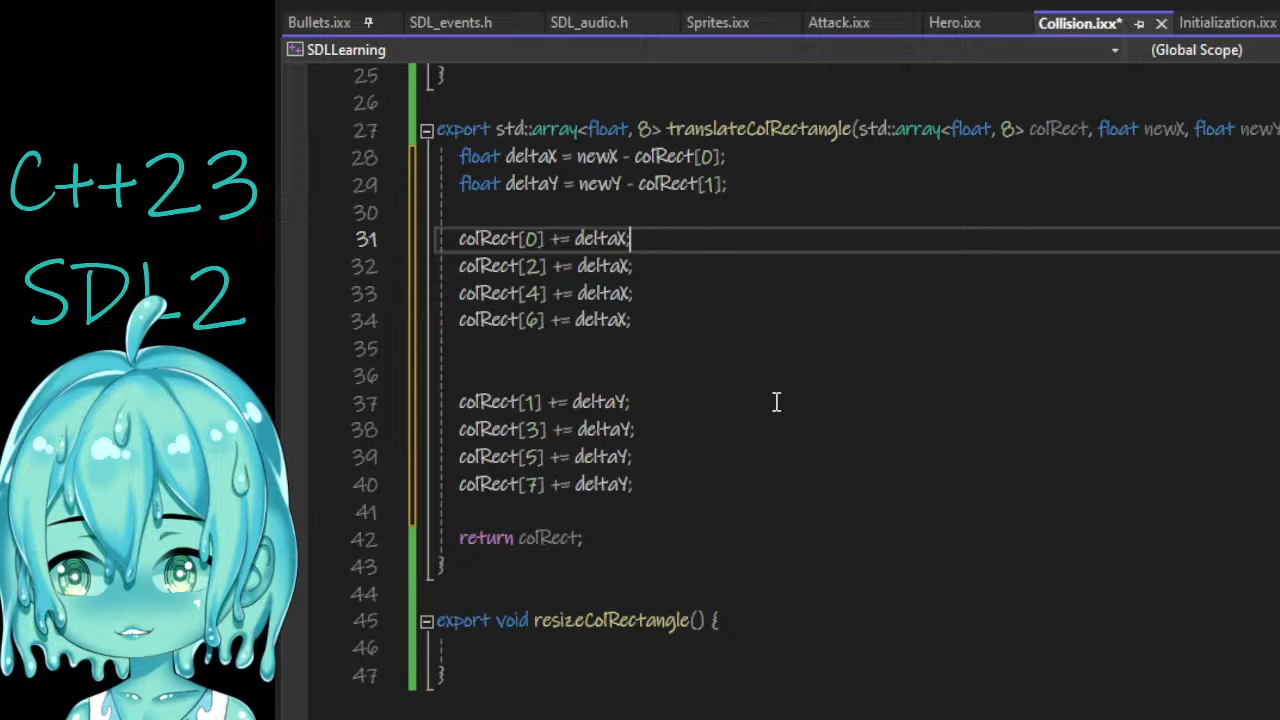 Bullets.ixx SDL_events.h SDL_audio.h Sprites.ixx Attack.ixx Hero.ixx Collision.ixx* Initialization.ixx
SDLLearning (Global Scope)
C++23
SDL2
25 }
26
27 export std::array<float, 8> translateColRectangle(std::array<float, 8> colRect, float newX, float newY
28 float deltaX = newX - colRect[0];
29 float deltaY = newY - colRect[1];
30
31 colRect[0] += deltaX;
32 colRect[2] += deltaX;
33 colRect[4] += deltaX;
34 colRect[6] += deltaX;
35
36
37 colRect[1] += deltaY;
38 colRect[3] += deltaY;
39 colRect[5] += deltaY;
40 colRect[7] += deltaY;
41
42 return colRect;
43 }
44
45 export void resizeColRectangle() {
46
47 }